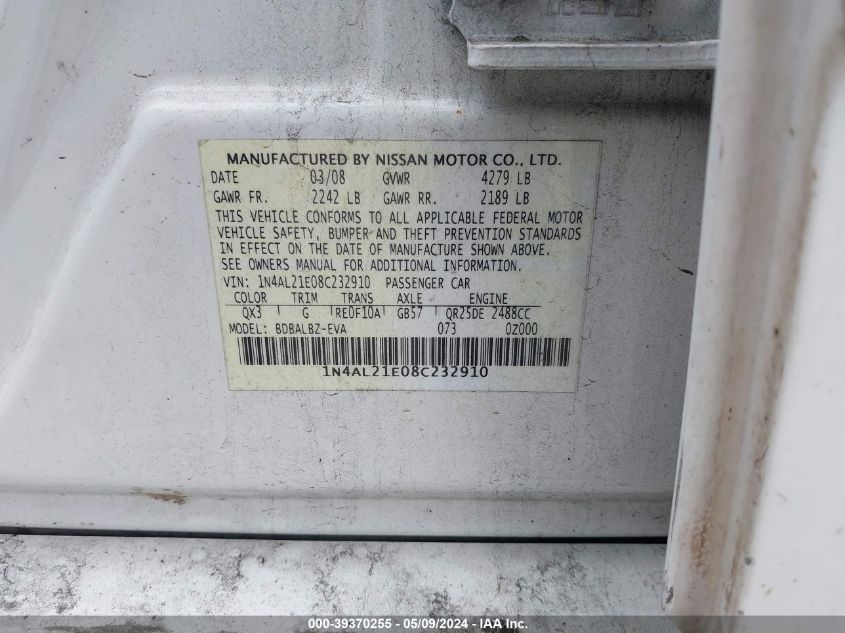 MANUFACTURED BY NISSAN MOTOR CO., LTD.
DATE 03/08 GVWR 4279 LB
GAWR FR. 2242 LB GAWR RR. 2189 LB
THIS VEHICLE CONFORMS TO ALL APPLICABLE FEDERAL MOTOR
VEHICLE SAFETY, BUMPER AND THEFT PREVENTION STANDARDS
IN EFFECT ON THE DATE OF MANUFACTURE SHOWN ABOVE.
SEE OWNERS MANUAL FOR ADDITIONAL INFORMATION.
VIN: 1N4AL21E08C232910 PASSENGER CAR
COLOR TRIM TRANS AXLE ENGINE
QX3 G RE0F10A GB57 QR25DE 2488CC
MODEL: BDBALBZ-EVA 073 0Z000
1N4AL21E08C232910
000-39370255 - 05/09/2024 - IAA Inc.